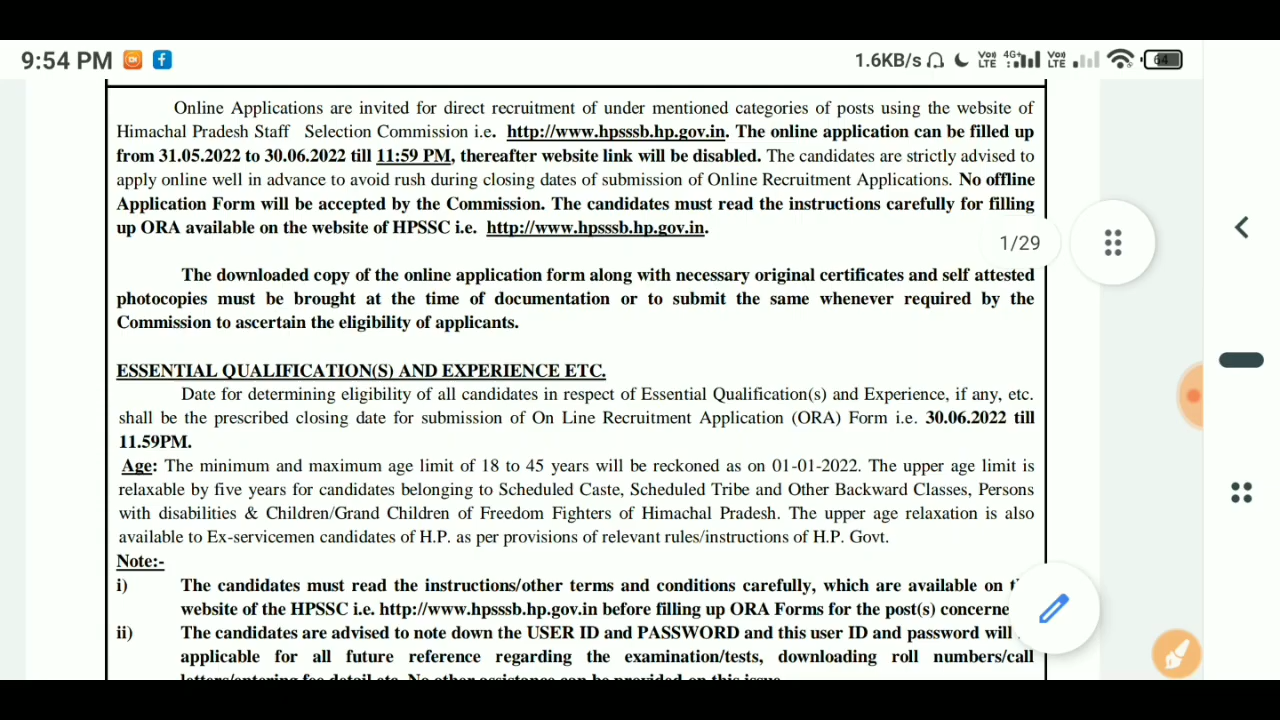 9:54 PM 1.6KB/s 4G+ 64
Online Applications are invited for direct recruitment of under mentioned categories of posts using the website of
Himachal Pradesh Staff Selection Commission i.e. http://www.hpsssb.hp.gov.in. The online application can be filled up
from 31.05.2022 to 30.06.2022 till 11:59 PM, thereafter website link will be disabled. The candidates are strictly advised to
apply online well in advance to avoid rush during closing dates of submission of Online Recruitment Applications. No offline
Application Form will be accepted by the Commission. The candidates must read the instructions carefully for filling
up ORA available on the website of HPSSC i.e. http://www.hpsssb.hp.gov.in.
1/29
The downloaded copy of the online application form along with necessary original certificates and self attested
photocopies must be brought at the time of documentation or to submit the same whenever required by the
Commission to ascertain the eligibility of applicants.
ESSENTIAL QUALIFICATION(S) AND EXPERIENCE ETC.
Date for determining eligibility of all candidates in respect of Essential Qualification(s) and Experience, if any, etc.
shall be the prescribed closing date for submission of On Line Recruitment Application (ORA) Form i.e. 30.06.2022 till
11.59PM.
Age: The minimum and maximum age limit of 18 to 45 years will be reckoned as on 01-01-2022. The upper age limit is
relaxable by five years for candidates belonging to Scheduled Caste, Scheduled Tribe and Other Backward Classes, Persons
with disabilities & Children/Grand Children of Freedom Fighters of Himachal Pradesh. The upper age relaxation is also
available to Ex-servicemen candidates of H.P. as per provisions of relevant rules/instructions of H.P. Govt.
Note:-
i) The candidates must read the instructions/other terms and conditions carefully, which are available on
website of the HPSSC i.e. http://www.hpsssb.hp.gov.in before filling up ORA Forms for the post(s) concerne
ii) The candidates are advised to note down the USER ID and PASSWORD and this user ID and password will
applicable for all future reference regarding the examination/tests, downloading roll numbers/call
letters/entering fee detail etc. No other assistance can be provided on this issue.